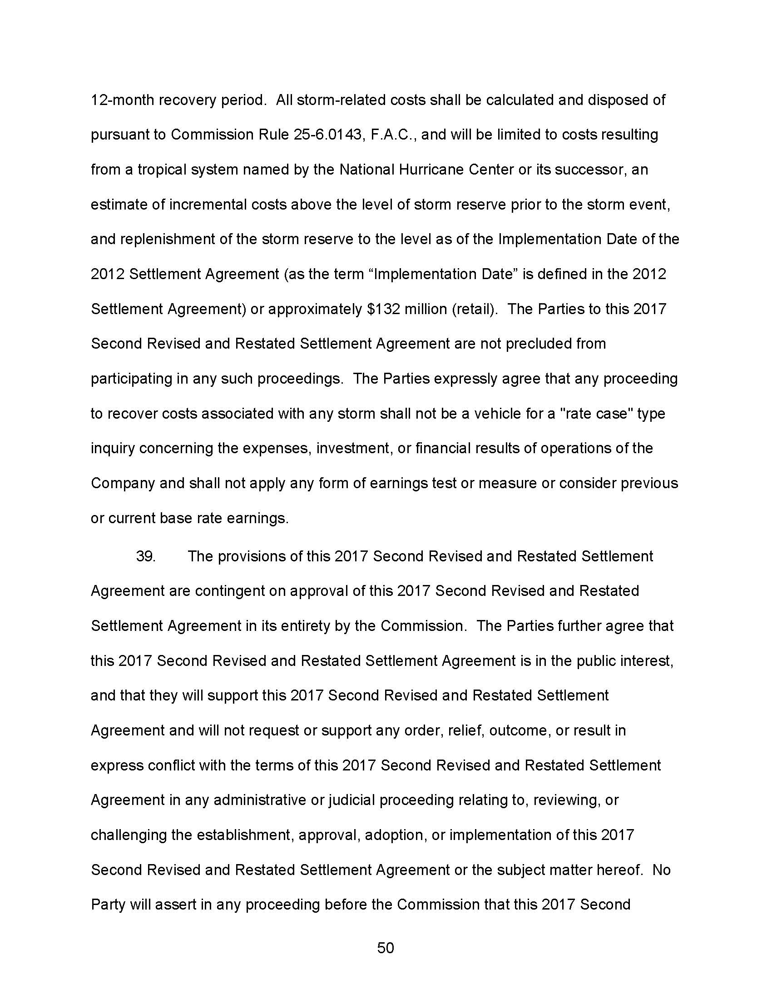 12-month recovery period.  All storm-related costs shall be calculated and disposed of
pursuant to Commission Rule 25-6.0143, F.A.C., and will be limited to costs resulting
from a tropical system named by the National Hurricane Center or its successor, an
estimate of incremental costs above the level of storm reserve prior to the storm event,
and replenishment of the storm reserve to the level as of the Implementation Date of the
2012 Settlement Agreement (as the term “Implementation Date” is defined in the 2012
Settlement Agreement) or approximately $132 million (retail).  The Parties to this 2017
Second Revised and Restated Settlement Agreement are not precluded from
participating in any such proceedings.  The Parties expressly agree that any proceeding
to recover costs associated with any storm shall not be a vehicle for a "rate case" type
inquiry concerning the expenses, investment, or financial results of operations of the
Company and shall not apply any form of earnings test or measure or consider previous
or current base rate earnings.
39. The provisions of this 2017 Second Revised and Restated Settlement
Agreement are contingent on approval of this 2017 Second Revised and Restated
Settlement Agreement in its entirety by the Commission.  The Parties further agree that
this 2017 Second Revised and Restated Settlement Agreement is in the public interest,
and that they will support this 2017 Second Revised and Restated Settlement
Agreement and will not request or support any order, relief, outcome, or result in
express conflict with the terms of this 2017 Second Revised and Restated Settlement
Agreement in any administrative or judicial proceeding relating to, reviewing, or
challenging the establishment, approval, adoption, or implementation of this 2017
Second Revised and Restated Settlement Agreement or the subject matter hereof.  No
Party will assert in any proceeding before the Commission that this 2017 Second
50